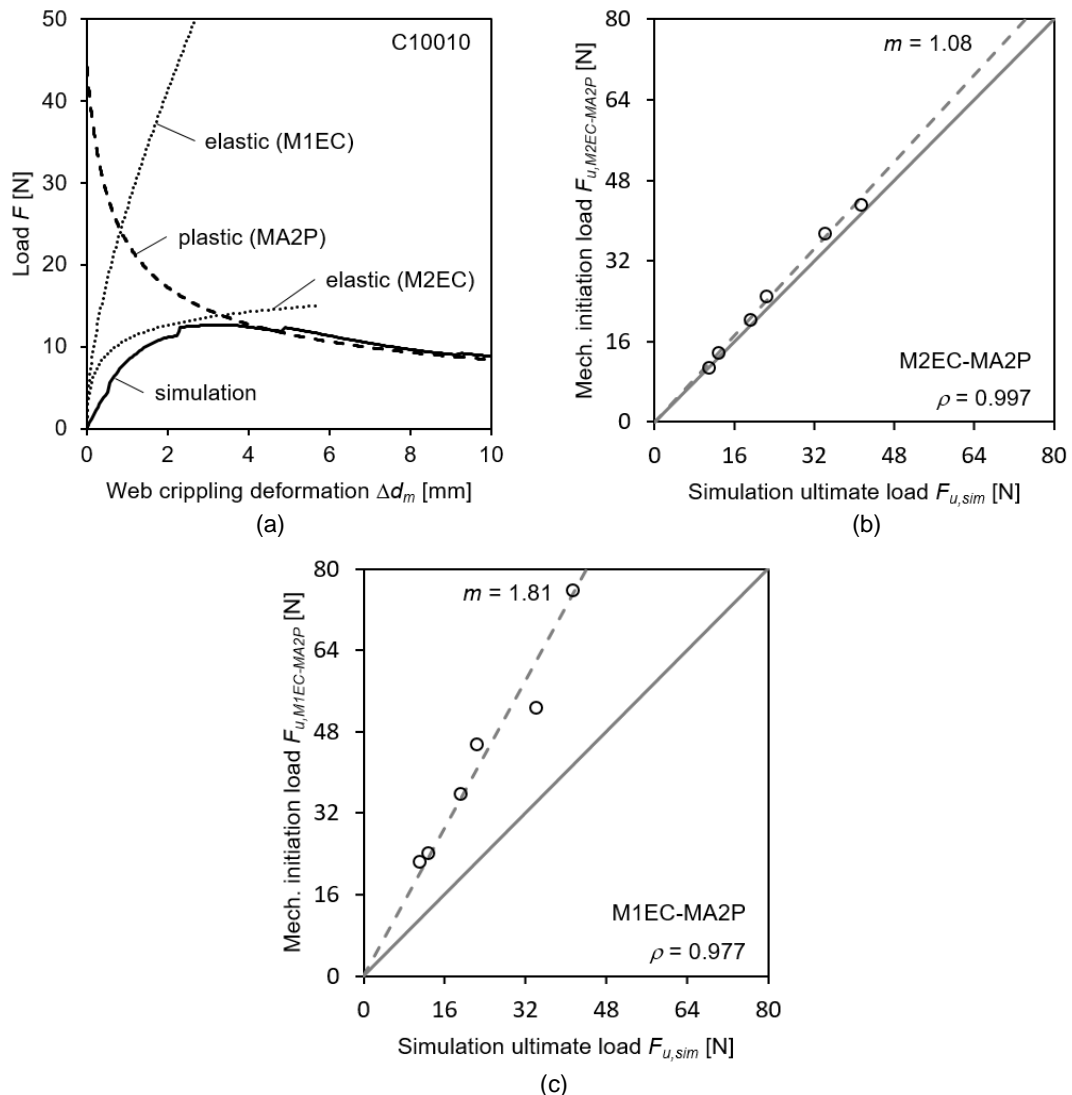 C10010
Load F [N]
50
40
30
20
10
0
elastic (M1EC)
plastic (MA2P)
elastic (M2EC)
simulation
0 2 4 6 8 10
Web crippling deformation Δd_m [mm]
(a)
Mech. initiation load F_{u,M2EC-MA2P} [N]
80
64
48
32
16
0
m = 1.08
M2EC-MA2P
ρ = 0.997
0 16 32 48 64 80
Simulation ultimate load F_{u,sim} [N]
(b)
Mech. initiation load F_{u,M1EC-MA2P} [N]
80
64
48
32
16
0
m = 1.81
M1EC-MA2P
ρ = 0.977
0 16 32 48 64 80
Simulation ultimate load F_{u,sim} [N]
(c)